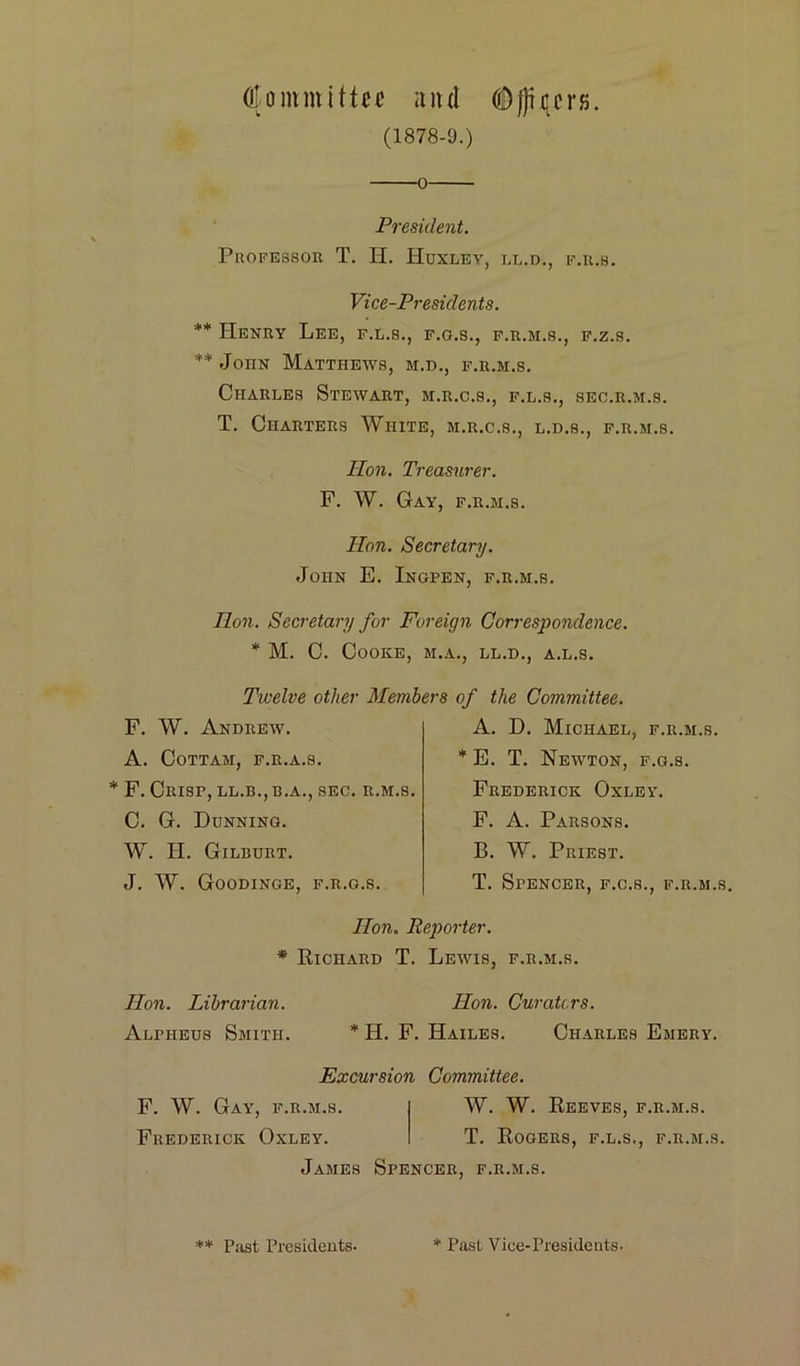 Committee and Officers.
(1878-9.)
President.
PROFESSOR T. H. HUXLEY, LL.D., F.R.S.
Vice-Presidents.
** HENRY LEE, F.L.S., F.G.S., F.R.M.S., F.Z.S.
** JOHN MATTHEWS, M.D., F.R.M.S.
CHARLES STEWART, M.R.C.S., F.L.S., SEC.R.M.S.
T. CHARTERS WHITE, M.R.C.S., L.D.S., F.R.M.S.
Hon. Treasurer.
F. W. GAY, F.R.M.S.
Hon. Secretary.
JOHN E. INGPEN, F.R.M.S.
Hon. Secretary for Foreign Correspondence.
* M. C. COOKE, M.A., LL.D., A.L.S.
Twelve other Members of the Committee.
F. W. ANDREW.
A. COTTAM, F.R.A.S.
* F. CRISP, LL.B., B.A., SEC. R.M.S.
C. G. DUNNING.
W. H. GILBURT.
J. W. GOODINGE, F.R.G.S.
A. D. MICHAEL, F.R.M.S.
* E. T. NEWTON, F.G.S.
FREDERICK OXLEY.
F. A. PARSONS.
B. W. PRIEST.
T. SPENCER, F.C.S., F.R.M.S.
Hon. Reporter.
* RICHARD T. LEWIS, F.R.M.S.
Hon. Librarian. Hon. Curators.
ALPHEUS SMITH. * H. F. HAILES. CHARLES EMERY.
Excursion Committee.
F. W. GAY, F.R.M.S.
FREDERICK OXLEY.
W. W. REEVES, F.R.M.S.
T. ROGERS, F.L.S., F.R.M.S.
JAMES SPENCER, F.R.M.S.
** Past Presidents. * Past Vice-Presidents.